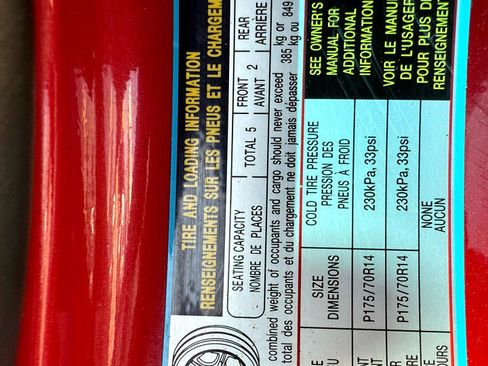 TIRE AND LOADING INFORMATION
RENSEIGNEMENTS SUR LES PNEUS ET LE CHARGEM
SEATING CAPACITY
NOMBRE DE PLACES
TOTAL 5
FRONT 2
AVANT
REAR
ARRIÈRE
combined weight of occupants and cargo should never exceed kg or
total des occupants et du chargement ne doit jamais dépasser 385 kg ou 849
SIZE
DIMENSIONS
COLD TIRE PRESSURE
PRESSION DES
PNEUS À FROID
SEE OWNER'S
MANUAL FOR
ADDITIONAL
INFORMATION
P175/70R14 230kPa, 33psi
P175/70R14 230kPa, 33psi
VOIR LE MANU
DE L'USAGER
POUR PLUS DE
RENSEIGNEMENT
NONE
AUCUN